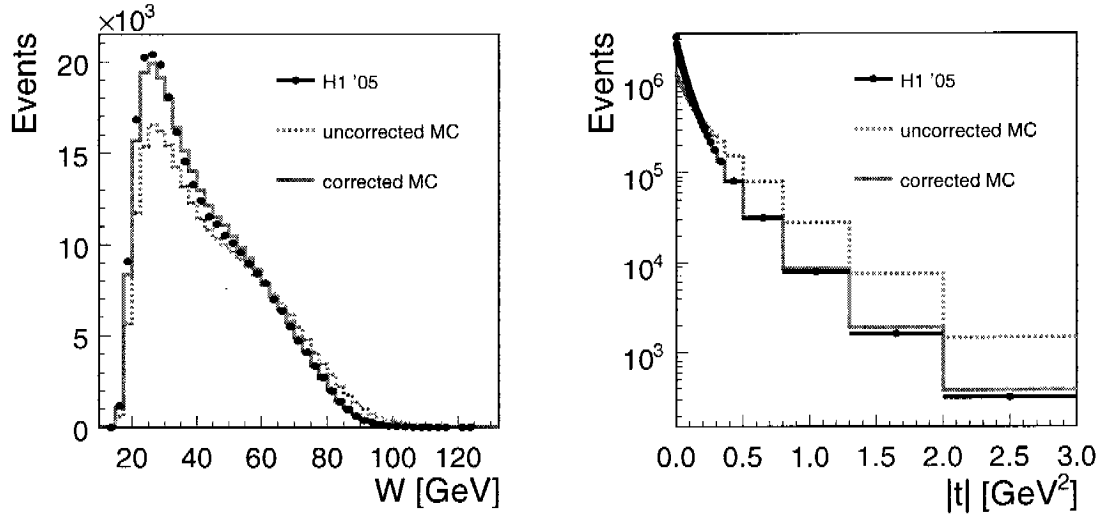 ×10³
Events
20
15
10
5
0
H1 '05
uncorrected MC
corrected MC
20 40 60 80 100 120
W [GeV]
Events
10⁶
10⁵
10⁴
10³
H1 '05
uncorrected MC
corrected MC
0.0 0.5 1.0 1.5 2.0 2.5 3.0
|t| [GeV²]